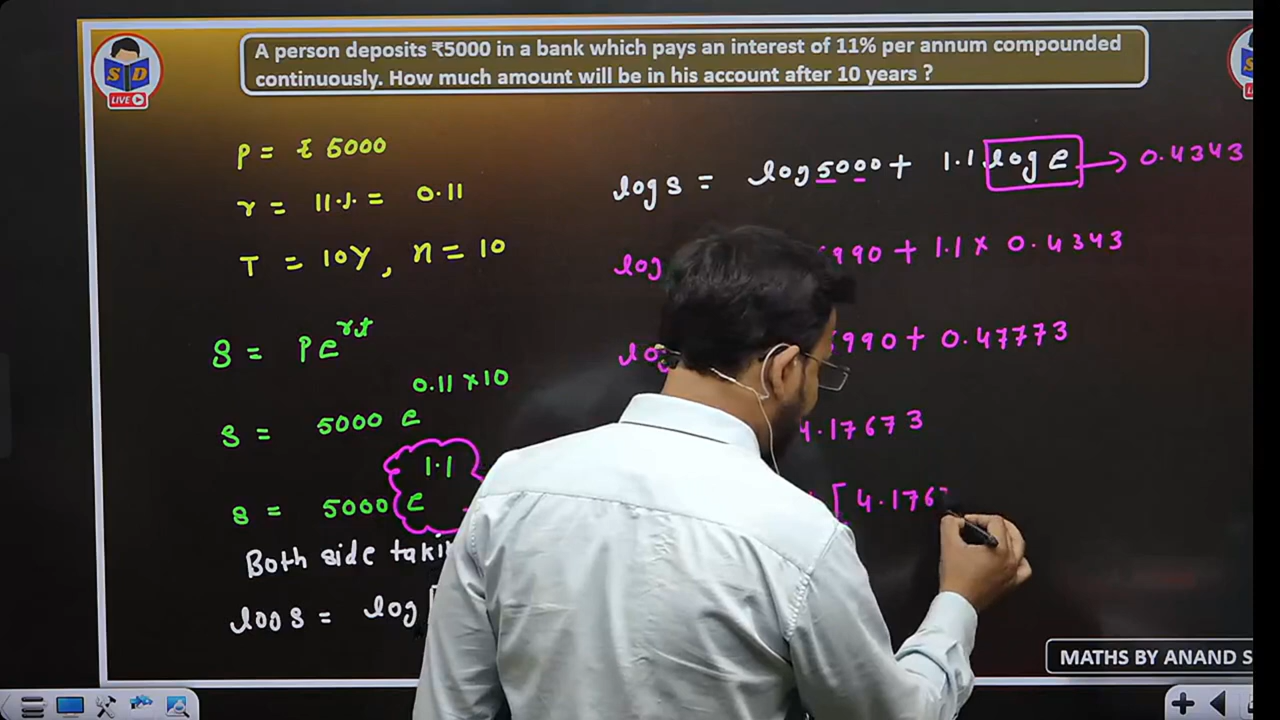 A person deposits ₹5000 in a bank which pays an interest of 11% per annum compounded
continuously. How much amount will be in his account after 10 years ?
SD
LIVE
P = ₹ 5000
r = 11% = 0.11
T = 10Y, n = 10
S = Pe^r.t
S = 5000 e^0.11×10
S = 5000 e^1.1
Both side
loos = log
log s = log 5000 + 1.1 log e → 0.4343
log 990 + 1.1 × 0.4343
990 + 0.47773
4.17673
[4.176
MATHS BY ANAND S